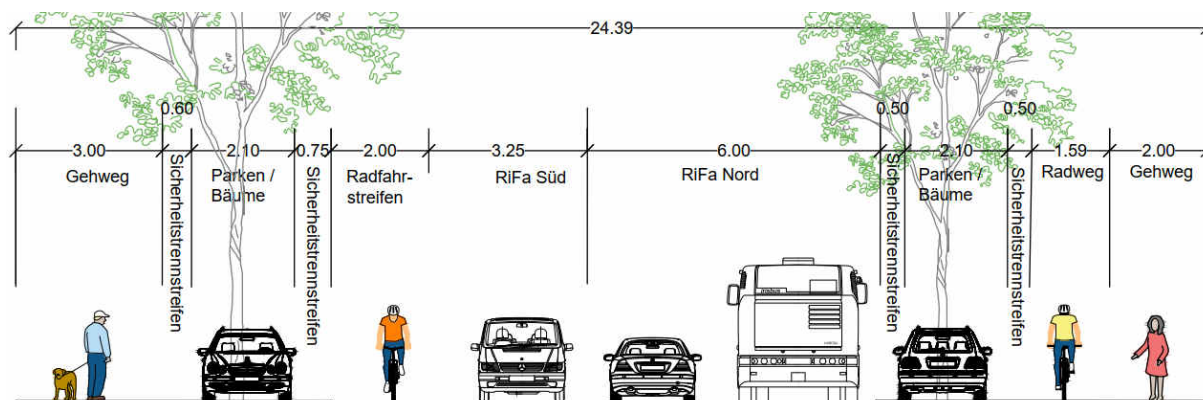 24.39
0.60
0.50
0.50
3.00
2.10
0.75
2.00
3.25
6.00
2.10
1.59
2.00
Gehweg
Sicherheitstrennstreifen
Parken /
Bäume
Sicherheitstrennstreifen
Radfahr-
streifen
RiFa Süd
RiFa Nord
Sicherheitstrennstreifen
Parken /
Bäume
Sicherheitstrennstreifen
Radweg
Gehweg